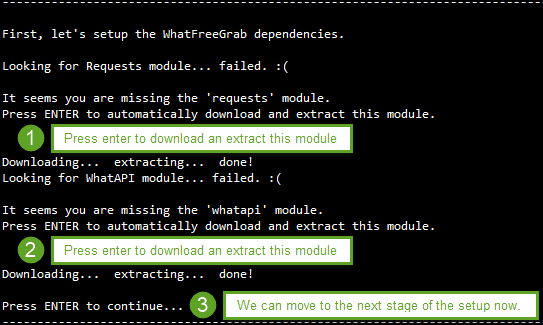 First, let's setup the WhatFreeGrab dependencies.
Looking for Requests module... failed. :(
It seems you are missing the 'requests' module.
Press ENTER to automatically download and extract this module.
1 Press enter to download an extract this module
Downloading...  extracting...  done!
Looking for WhatAPI module... failed. :(
It seems you are missing the 'whatapi' module.
Press ENTER to automatically download and extract this module.
2 Press enter to download an extract this module
Downloading...  extracting...  done!
Press ENTER to continue... 3 We can move to the next stage of the setup now.